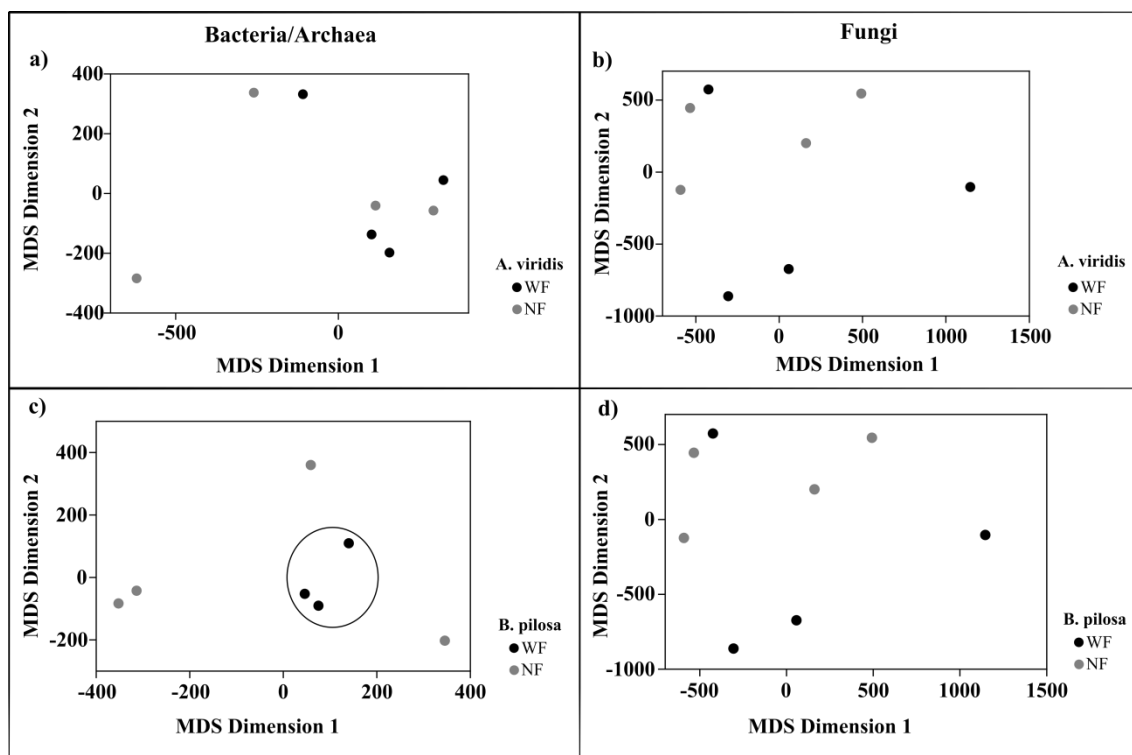 Bacteria/Archaea
a)
400
200
0
-200
-400
-500
0
MDS Dimension 2
MDS Dimension 1
A. viridis
WF
NF
Fungi
b)
500
0
-500
-1000
-500
0
500
1000
1500
MDS Dimension 2
MDS Dimension 1
A. viridis
WF
NF
c)
400
200
0
-200
-400
-200
0
200
400
MDS Dimension 2
MDS Dimension 1
B. pilosa
WF
NF
d)
500
0
-500
-1000
-500
0
500
1000
1500
MDS Dimension 2
MDS Dimension 1
B. pilosa
WF
NF